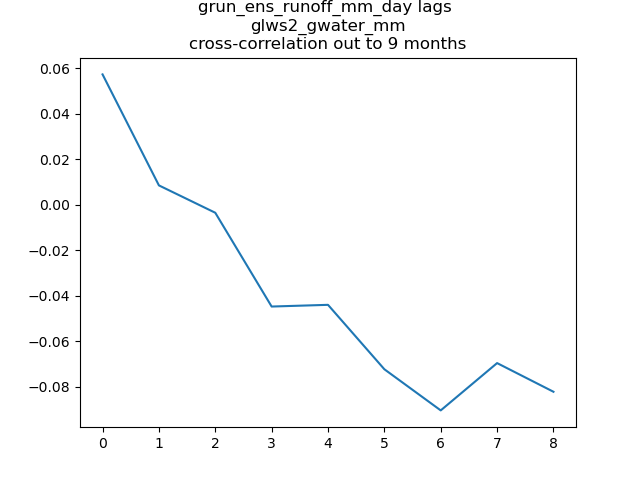 grun_ens_runoff_mm_day lags
glws2_gwater_mm
cross-correlation out to 9 months
0.06
0.04
0.02
0.00
−0.02
−0.04
−0.06
−0.08
0 1 2 3 4 5 6 7 8